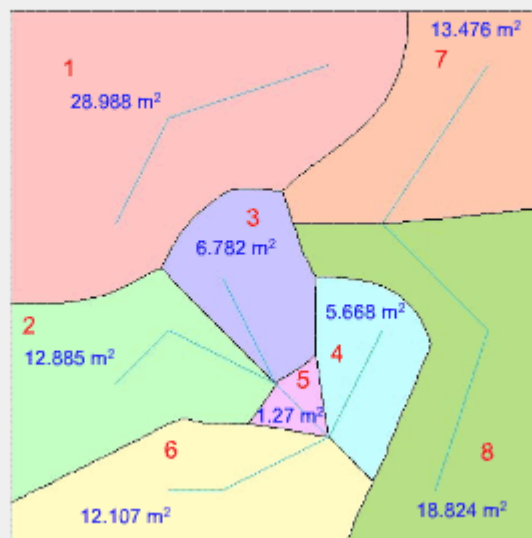 13.476 m²
7
1
28.988 m²
3
6.782 m²
5.668 m²
2
12.885 m²
4
5
1.27 m²
6
8
12.107 m²
18.824 m²